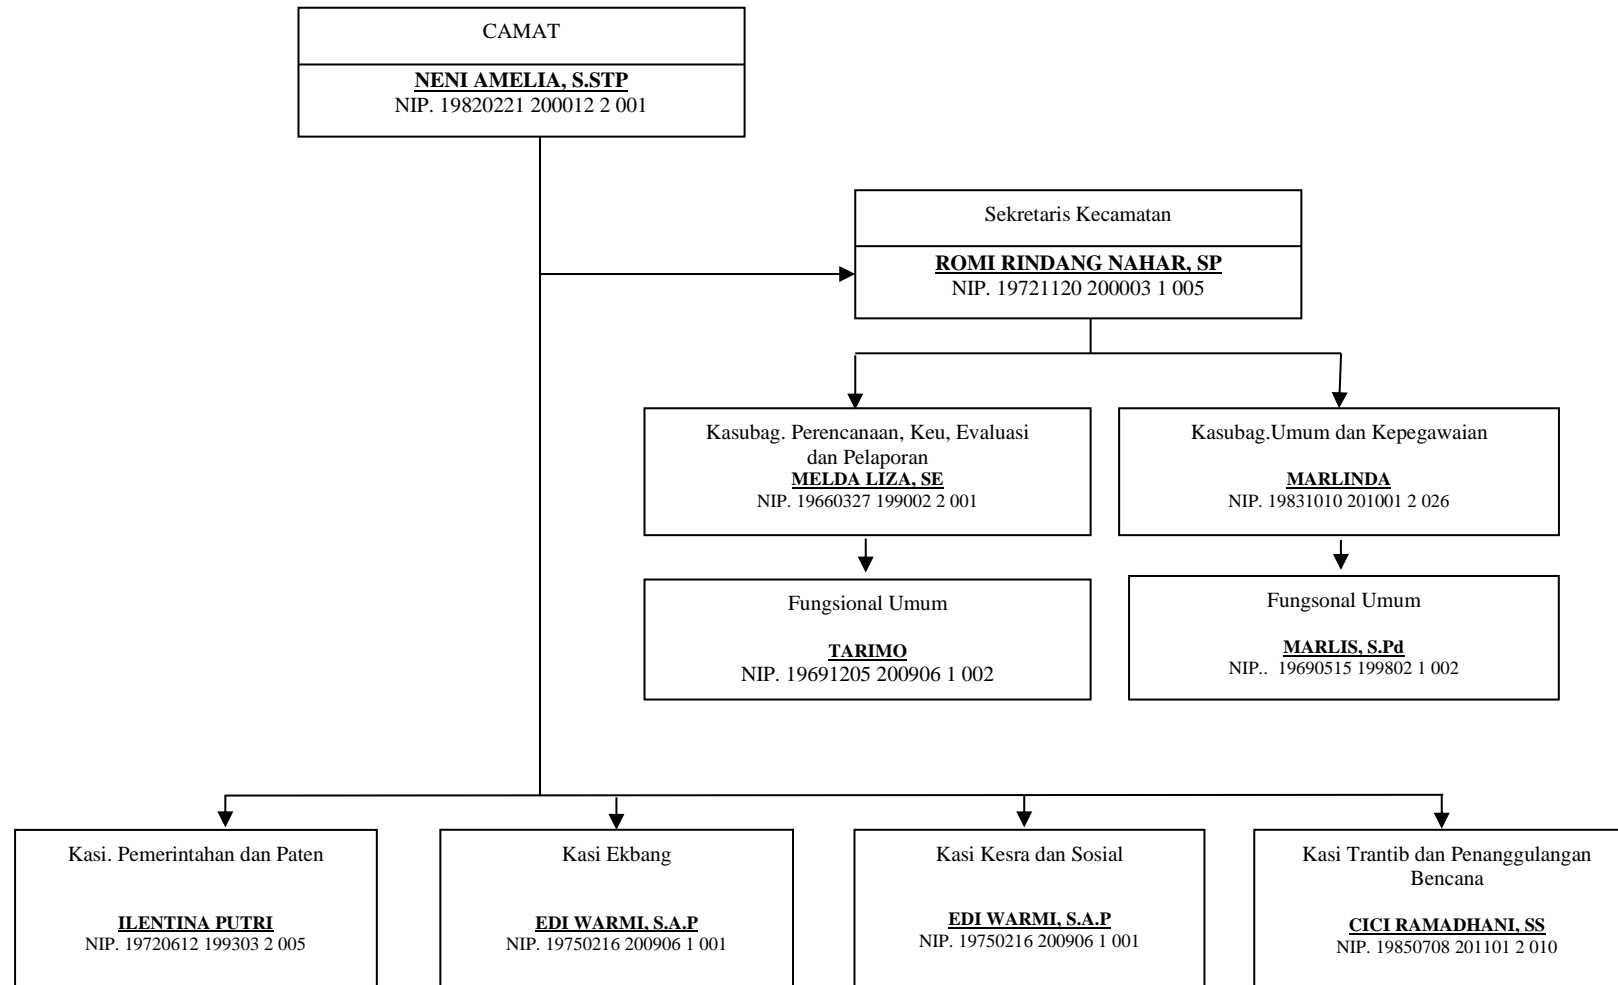 CAMAT
NENI AMELIA, S.STP
NIP. 19820221 200012 2 001
Sekretaris Kecamatan
ROMI RINDANG NAHAR, SP
NIP. 19721120 200003 1 005
Kasubag. Perencanaan, Keu, Evaluasi
dan Pelaporan
MELDA LIZA, SE
NIP. 19660327 199002 2 001
Kasubag.Umum dan Kepegawaian
MARLINDA
NIP. 19831010 201001 2 026
Fungsional Umum
TARIMO
NIP. 19691205 200906 1 002
Fungsonal Umum
MARLIS, S.Pd
NIP.. 19690515 199802 1 002
Kasi. Pemerintahan dan Paten
ILENTINA PUTRI
NIP. 19720612 199303 2 005
Kasi Ekbang
EDI WARMI, S.A.P
NIP. 19750216 200906 1 001
Kasi Kesra dan Sosial
EDI WARMI, S.A.P
NIP. 19750216 200906 1 001
Kasi Trantib dan Penanggulangan
Bencana
CICI RAMADHANI, SS
NIP. 19850708 201101 2 010